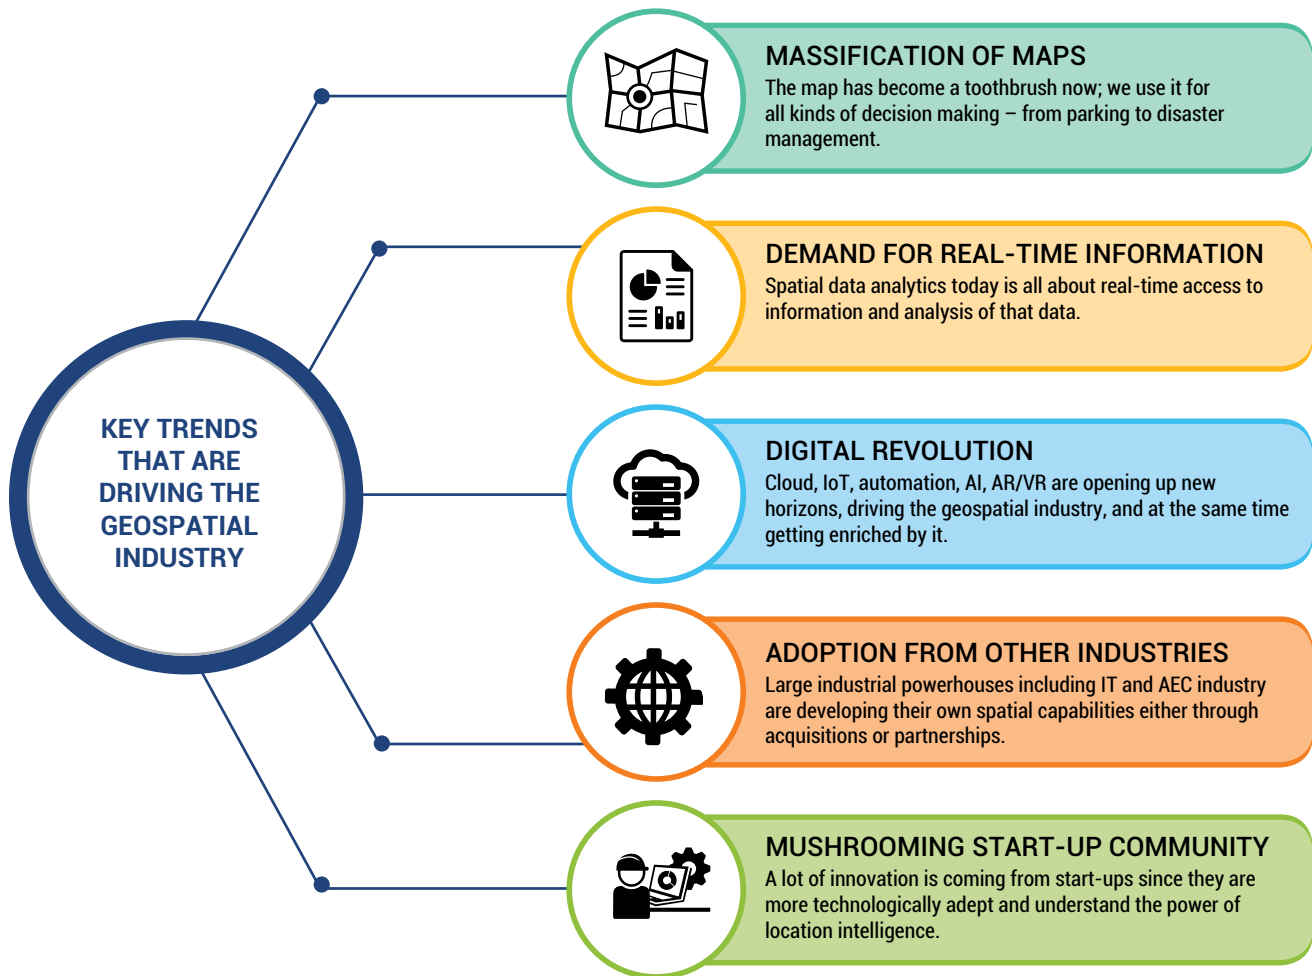 KEY TRENDS
THAT ARE
DRIVING THE
GEOSPATIAL
INDUSTRY
MASSIFICATION OF MAPS
The map has become a toothbrush now; we use it for
all kinds of decision making – from parking to disaster
management.
DEMAND FOR REAL-TIME INFORMATION
Spatial data analytics today is all about real-time access to
information and analysis of that data.
DIGITAL REVOLUTION
Cloud, IoT, automation, AI, AR/VR are opening up new
horizons, driving the geospatial industry, and at the same time
getting enriched by it.
ADOPTION FROM OTHER INDUSTRIES
Large industrial powerhouses including IT and AEC industry
are developing their own spatial capabilities either through
acquisitions or partnerships.
MUSHROOMING START-UP COMMUNITY
A lot of innovation is coming from start-ups since they are
more technologically adept and understand the power of
location intelligence.